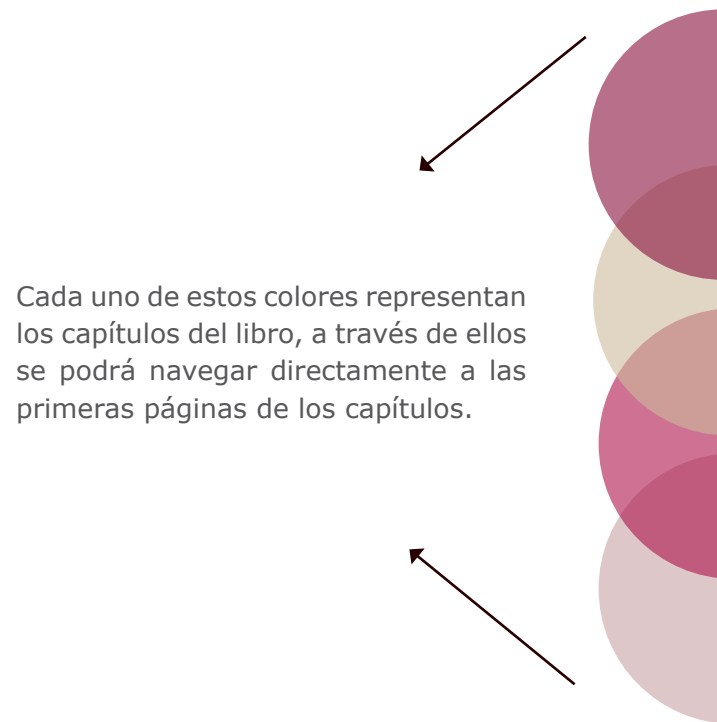 Cada uno de estos colores representan
los capítulos del libro, a través de ellos
se podrá navegar directamente a las
primeras páginas de los capítulos.